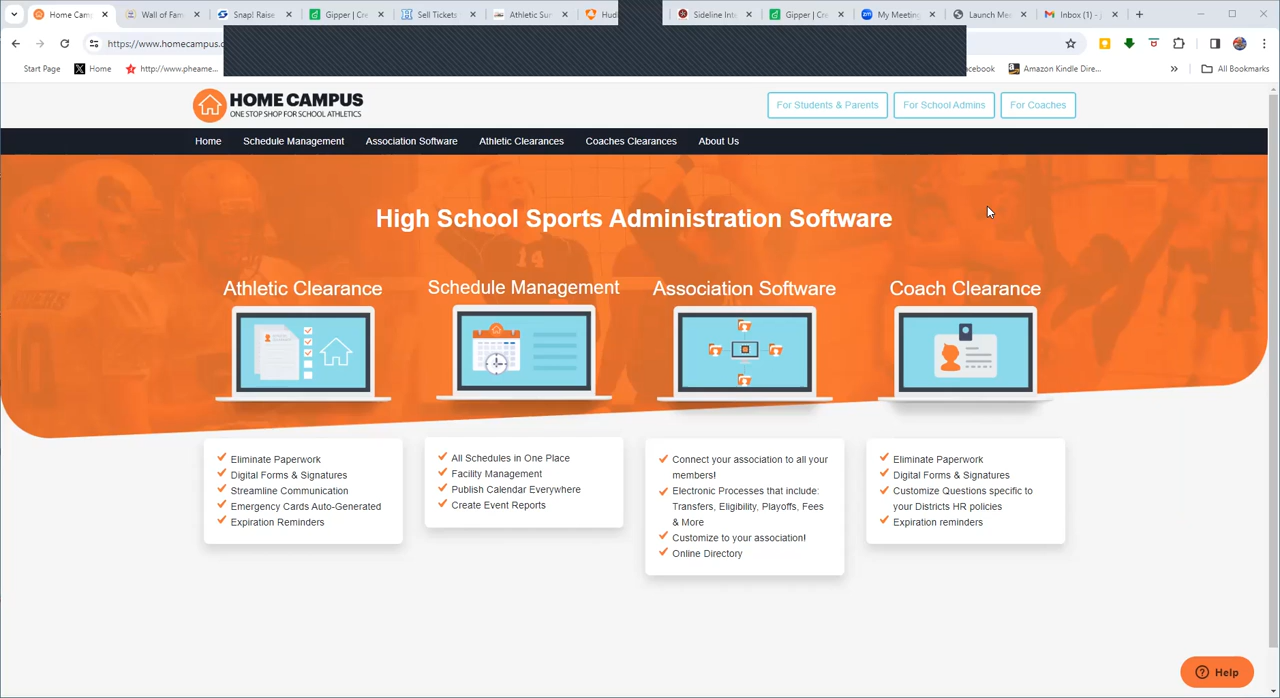 Home Camp
Wall of Fam
Snap! Raise
Gipper | Cre
Sell Tickets
Athletic Sur
Hud
Sideline Int
Gipper | Cre
My Meeting
Launch Mee
Inbox (1) - j
https://www.homecampus.c
Start Page
Home
http://www.pheame...
acebook
Amazon Kindle Dire...
All Bookmarks
HOME CAMPUS
ONE STOP SHOP FOR SCHOOL ATHLETICS
For Students & Parents
For School Admins
For Coaches
Home
Schedule Management
Association Software
Athletic Clearances
Coaches Clearances
About Us
High School Sports Administration Software
Athletic Clearance
Schedule Management
Association Software
Coach Clearance
Eliminate Paperwork
Digital Forms & Signatures
Streamline Communication
Emergency Cards Auto-Generated
Expiration Reminders
All Schedules in One Place
Facility Management
Publish Calendar Everywhere
Create Event Reports
Connect your association to all your
members!
Electronic Processes that include:
Transfers, Eligibility, Playoffs, Fees
& More
Customize to your association!
Online Directory
Eliminate Paperwork
Digital Forms & Signatures
Customize Questions specific to
your Districts HR policies
Expiration reminders
Help